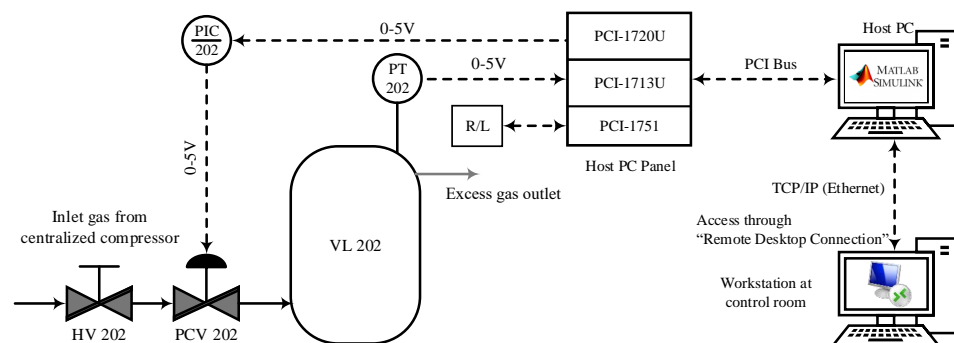 PIC
202
0-5V
PCI-1720U
Host PC
PT
202
0-5V
PCI-1713U
PCI Bus
MATLAB
SIMULINK
R/L
PCI-1751
Host PC Panel
0-5V
Excess gas outlet
TCP/IP (Ethernet)
Inlet gas from
centralized compressor
VL 202
Access through
“Remote Desktop Connection”
Workstation at
control room
HV 202
PCV 202